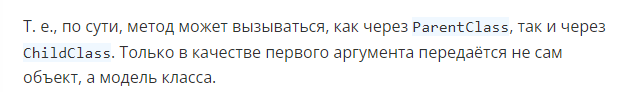 Т. е., по сути, метод может вызываться, как через ParentClass, так и через
ChildClass. Только в качестве первого аргумента передаётся не сам
объект, а модель класса.